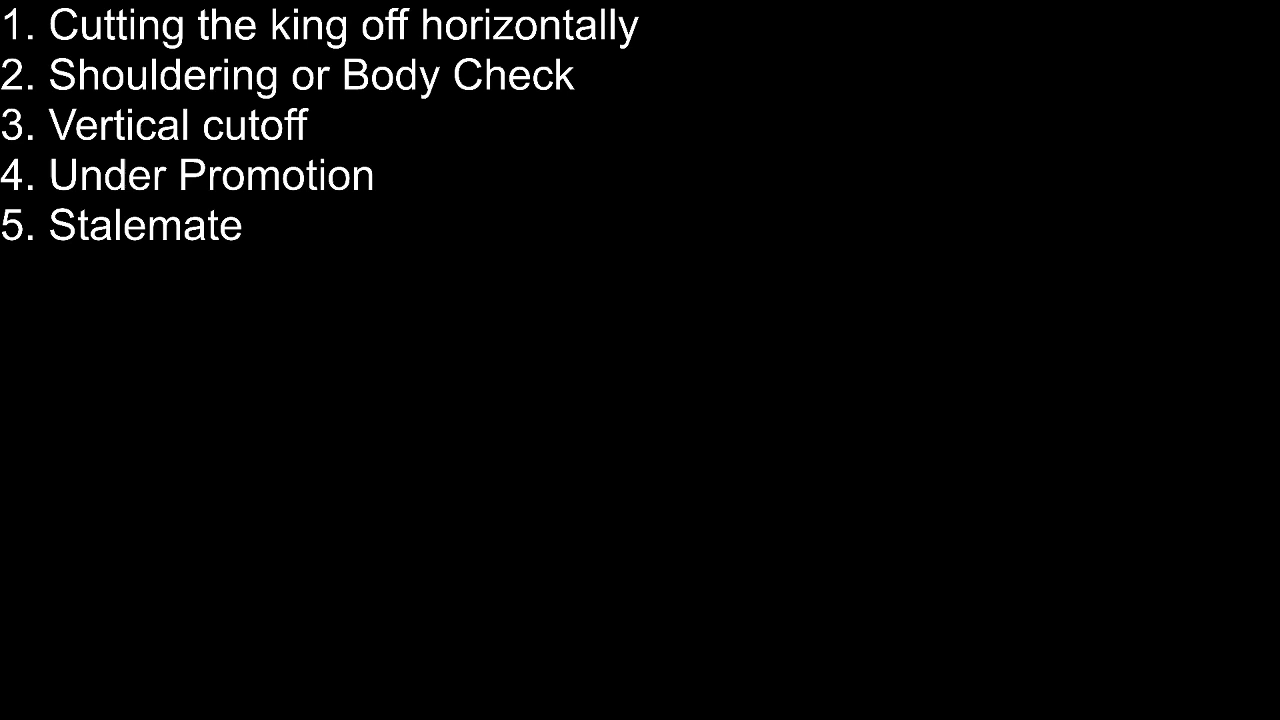 1. Cutting the king off horizontally
2. Shouldering or Body Check
3. Vertical cutoff
4. Under Promotion
5. Stalemate